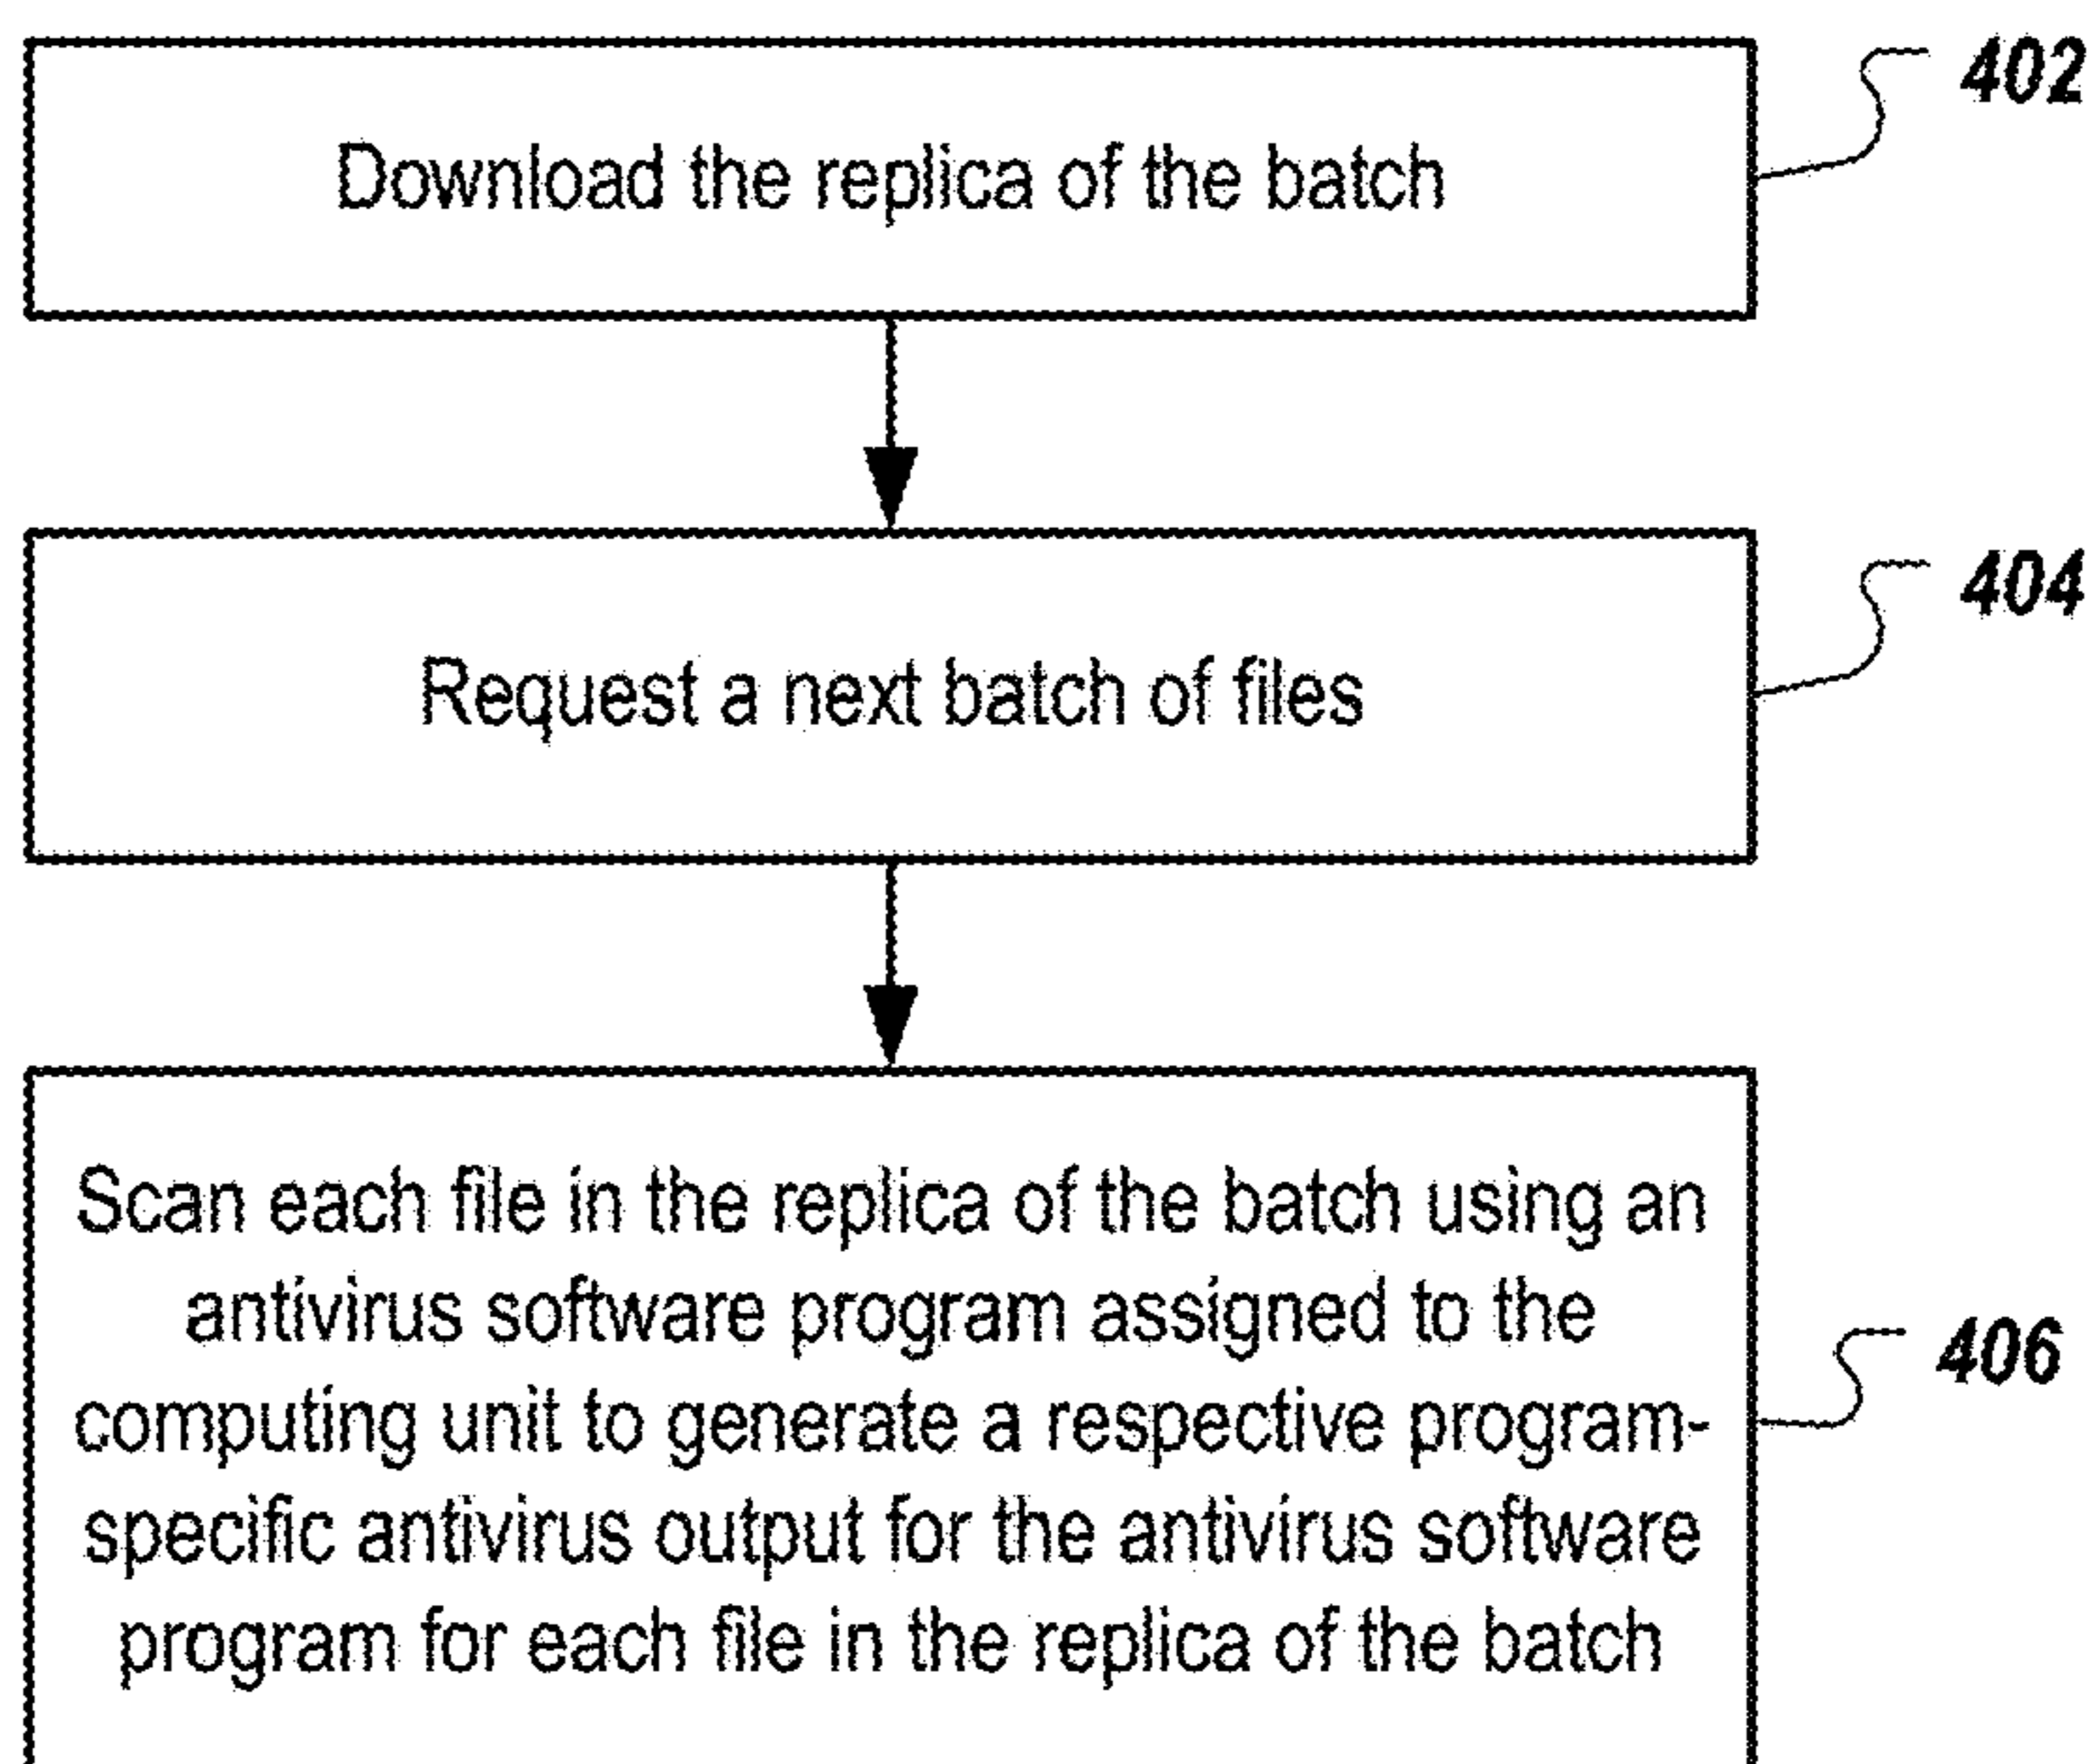 Download the replica of the batch
402
Request a next batch of files
404
Scan each file in the replica of the batch using an
antivirus software program assigned to the
computing unit to generate a respective program-
specific antivirus output for the antivirus software
program for each file in the replica of the batch
406